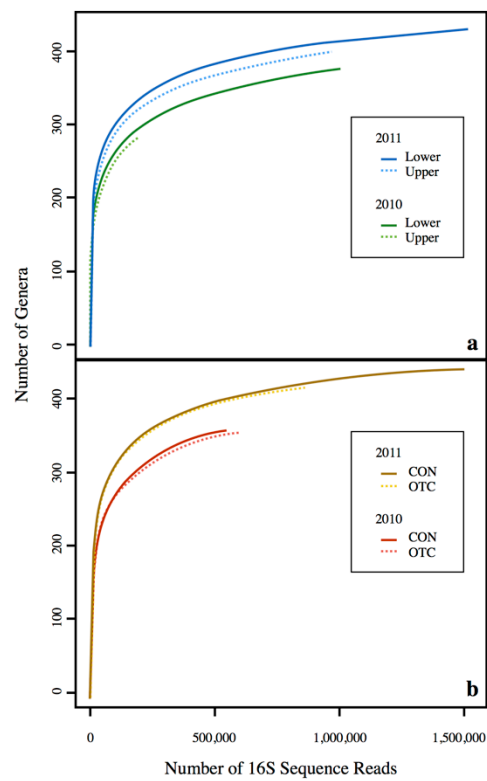 Number of Genera
400
300
200
100
0
2011
Lower
Upper
2010
Lower
Upper
a
400
300
200
100
0
2011
CON
OTC
2010
CON
OTC
b
0 500,000 1,000,000 1,500,000
Number of 16S Sequence Reads